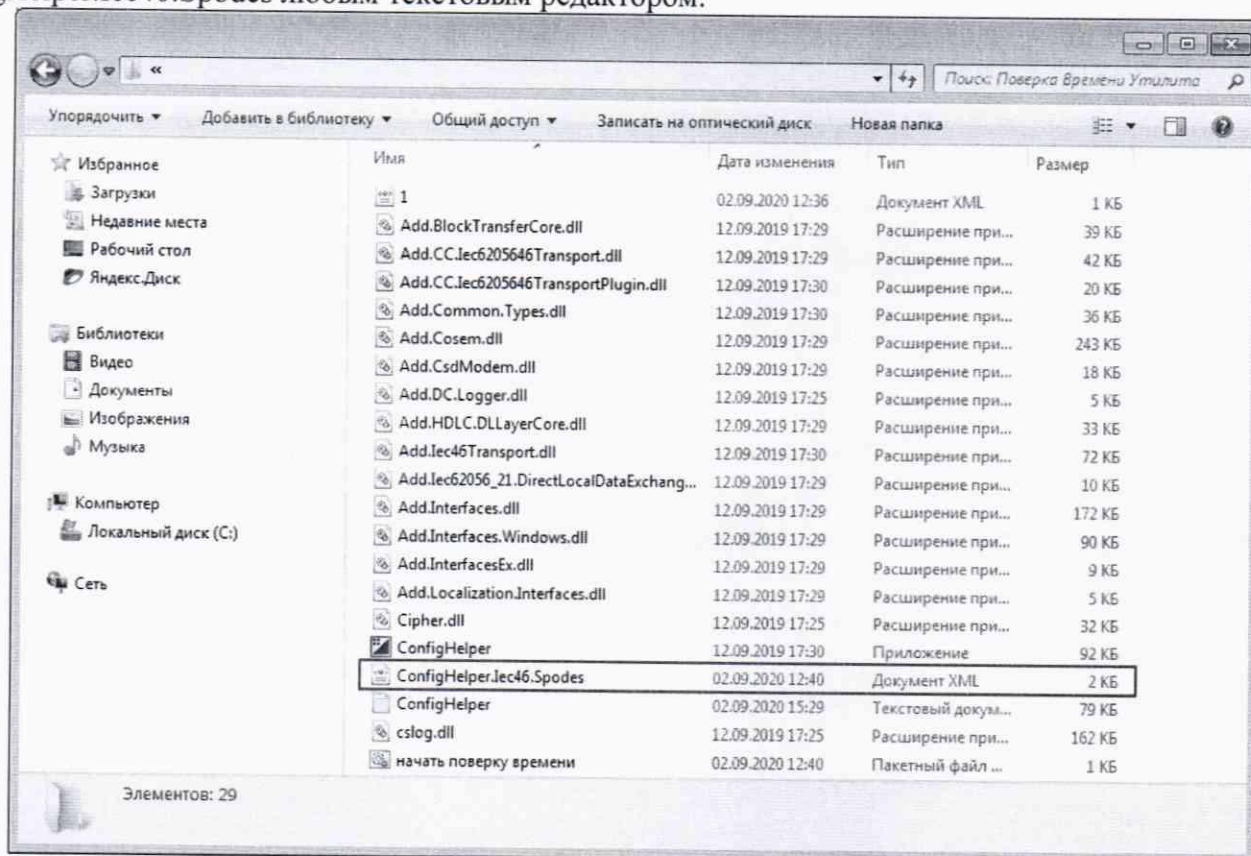 Spodes любым текстовым редактором.
«
Поиск: Поверка Времени Утилита
Упорядочить ▼ Добавить в библиотеку ▼ Общий доступ ▼ Записать на оптический диск Новая папка
Избранное
Загрузки
Недавние места
Рабочий стол
Яндекс.Диск
Библиотеки
Видео
Документы
Изображения
Музыка
Компьютер
Локальный диск (C:)
Сеть
Имя Дата изменения Тип Размер
1 02.09.2020 12:36 Документ XML 1 КБ
Add.BlockTransferCore.dll 12.09.2019 17:29 Расширение при... 39 КБ
Add.CC.Iec6205646Transport.dll 12.09.2019 17:29 Расширение при... 42 КБ
Add.CC.Iec6205646TransportPlugin.dll 12.09.2019 17:30 Расширение при... 20 КБ
Add.Common.Types.dll 12.09.2019 17:30 Расширение при... 36 КБ
Add.Cosem.dll 12.09.2019 17:29 Расширение при... 243 КБ
Add.CsdModem.dll 12.09.2019 17:29 Расширение при... 18 КБ
Add.DC.Logger.dll 12.09.2019 17:25 Расширение при... 5 КБ
Add.HDLC.DLLayerCore.dll 12.09.2019 17:29 Расширение при... 33 КБ
Add.Iec46Transport.dll 12.09.2019 17:30 Расширение при... 72 КБ
Add.Iec62056_21.DirectLocalDataExchang... 12.09.2019 17:29 Расширение при... 10 КБ
Add.Interfaces.dll 12.09.2019 17:29 Расширение при... 172 КБ
Add.Interfaces.Windows.dll 12.09.2019 17:29 Расширение при... 90 КБ
Add.InterfacesEx.dll 12.09.2019 17:29 Расширение при... 9 КБ
Add.Localization.Interfaces.dll 12.09.2019 17:29 Расширение при... 5 КБ
Cipher.dll 12.09.2019 17:25 Расширение при... 32 КБ
ConfigHelper 12.09.2019 17:30 Приложение 92 КБ
ConfigHelper.Iec46.Spodes 02.09.2020 12:40 Документ XML 2 КБ
ConfigHelper 02.09.2020 15:29 Текстовый докум... 79 КБ
cslog.dll 12.09.2019 17:25 Расширение при... 162 КБ
начать поверку времени 02.09.2020 12:40 Пакетный файл ... 1 КБ
Элементов: 29